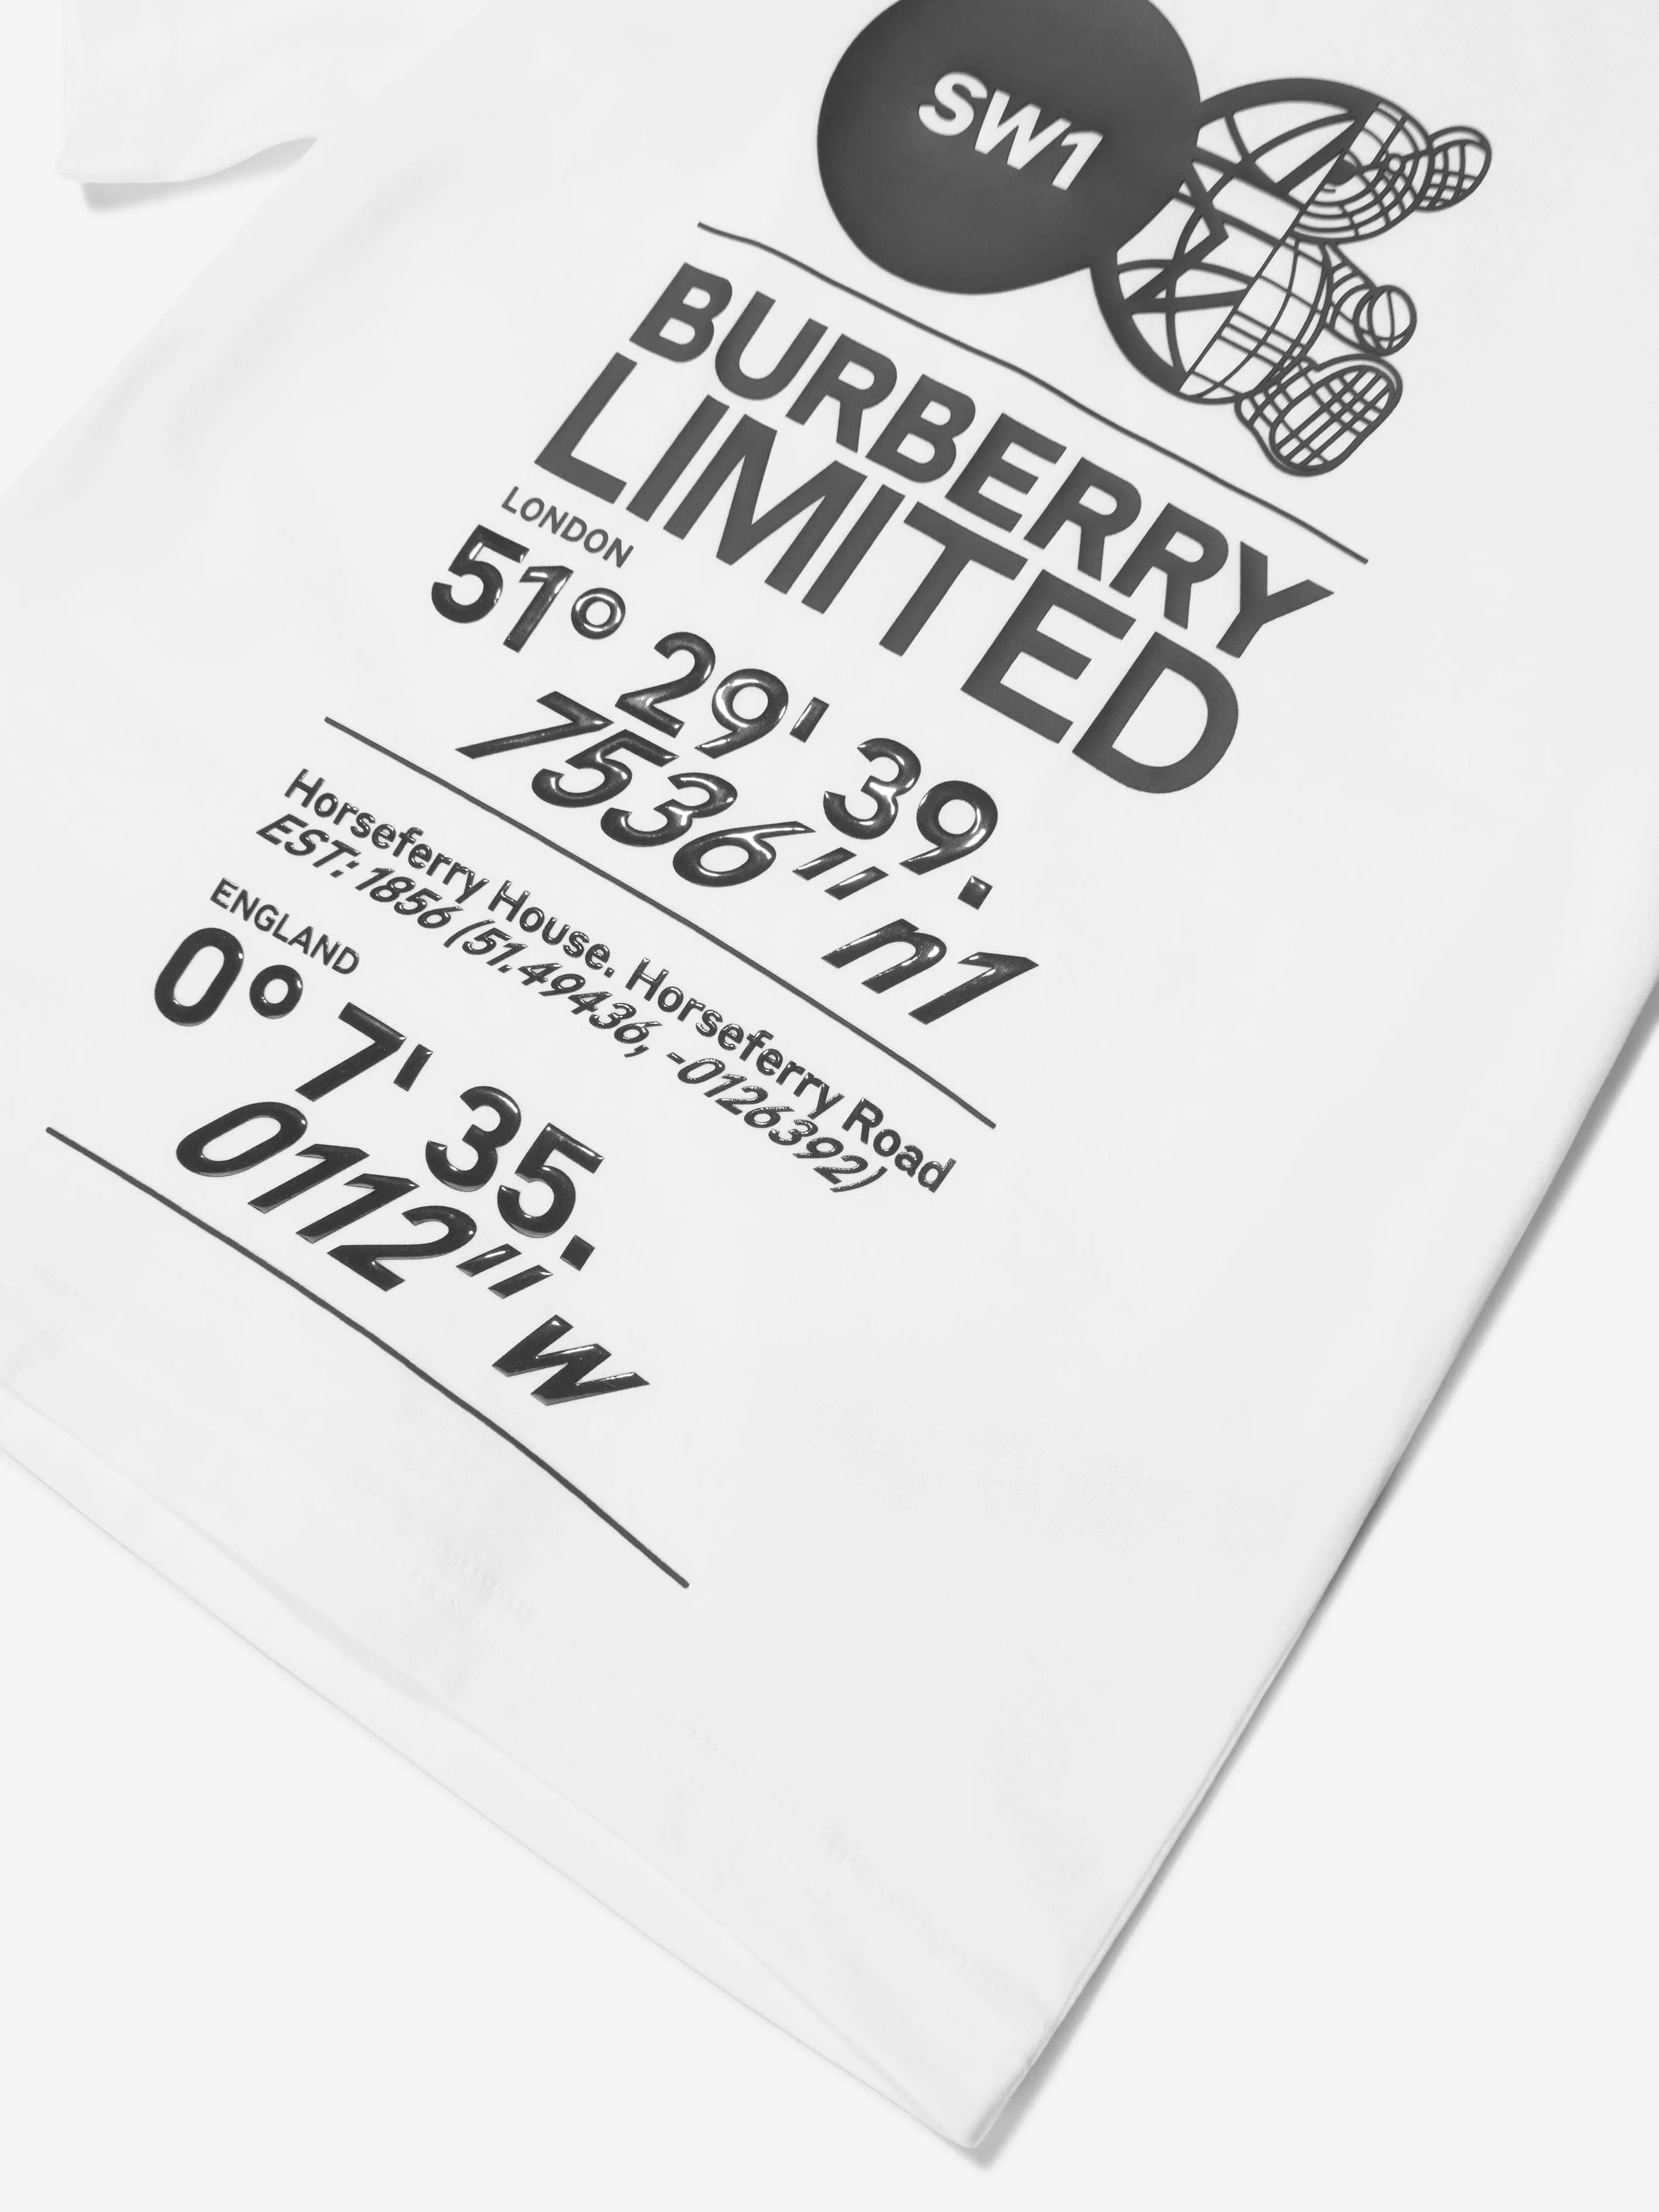 SW1
BURBERRY
LIMITED
LONDON
51° 29' 39.
7536" n1
Horseferry House. Horseferry Road
EST: 1856 (51.49436, -0126392)
ENGLAND
0° 7' 35.
0112" W